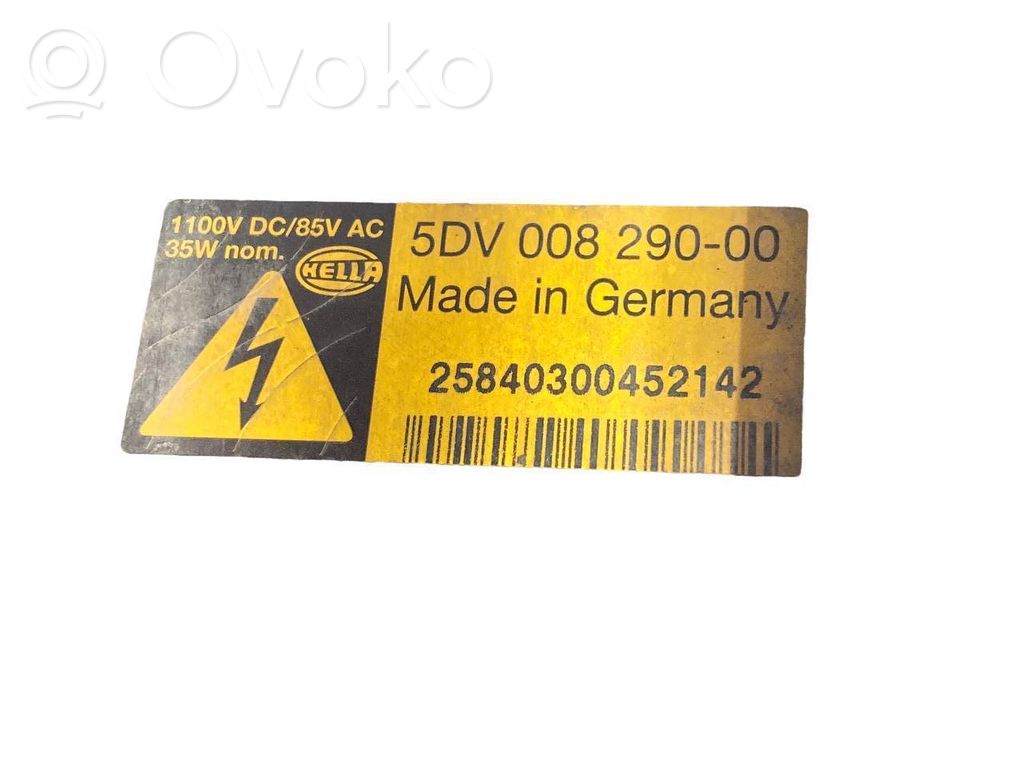 Ovoko
1100V DC/85V AC
35W nom.
HELLA
5DV 008 290-00
Made in Germany
25840300452142